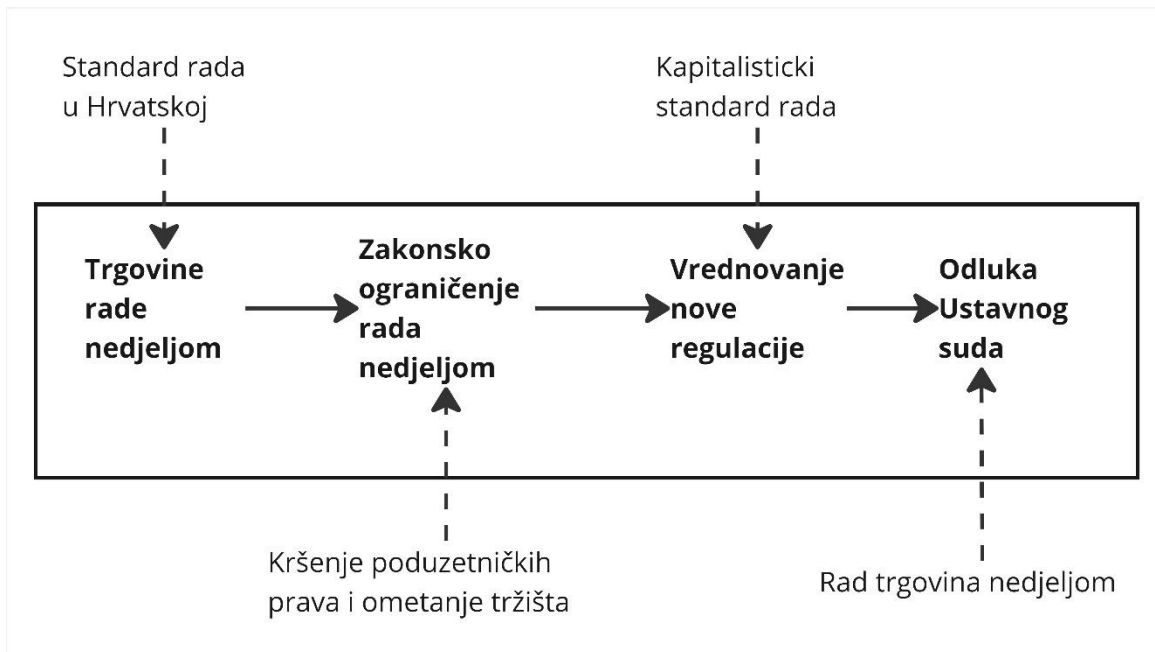 Standard rada
u Hrvatskoj
Kapitalisticki
standard rada
Trgovine
rade
nedjeljom
Zakonsko
ograničenje
rada
nedjeljom
Vrednovanje
nove
regulacije
Odluka
Ustavnog
suda
Kršenje poduzetničkih
prava i ometanje tržišta
Rad trgovina nedjeljom